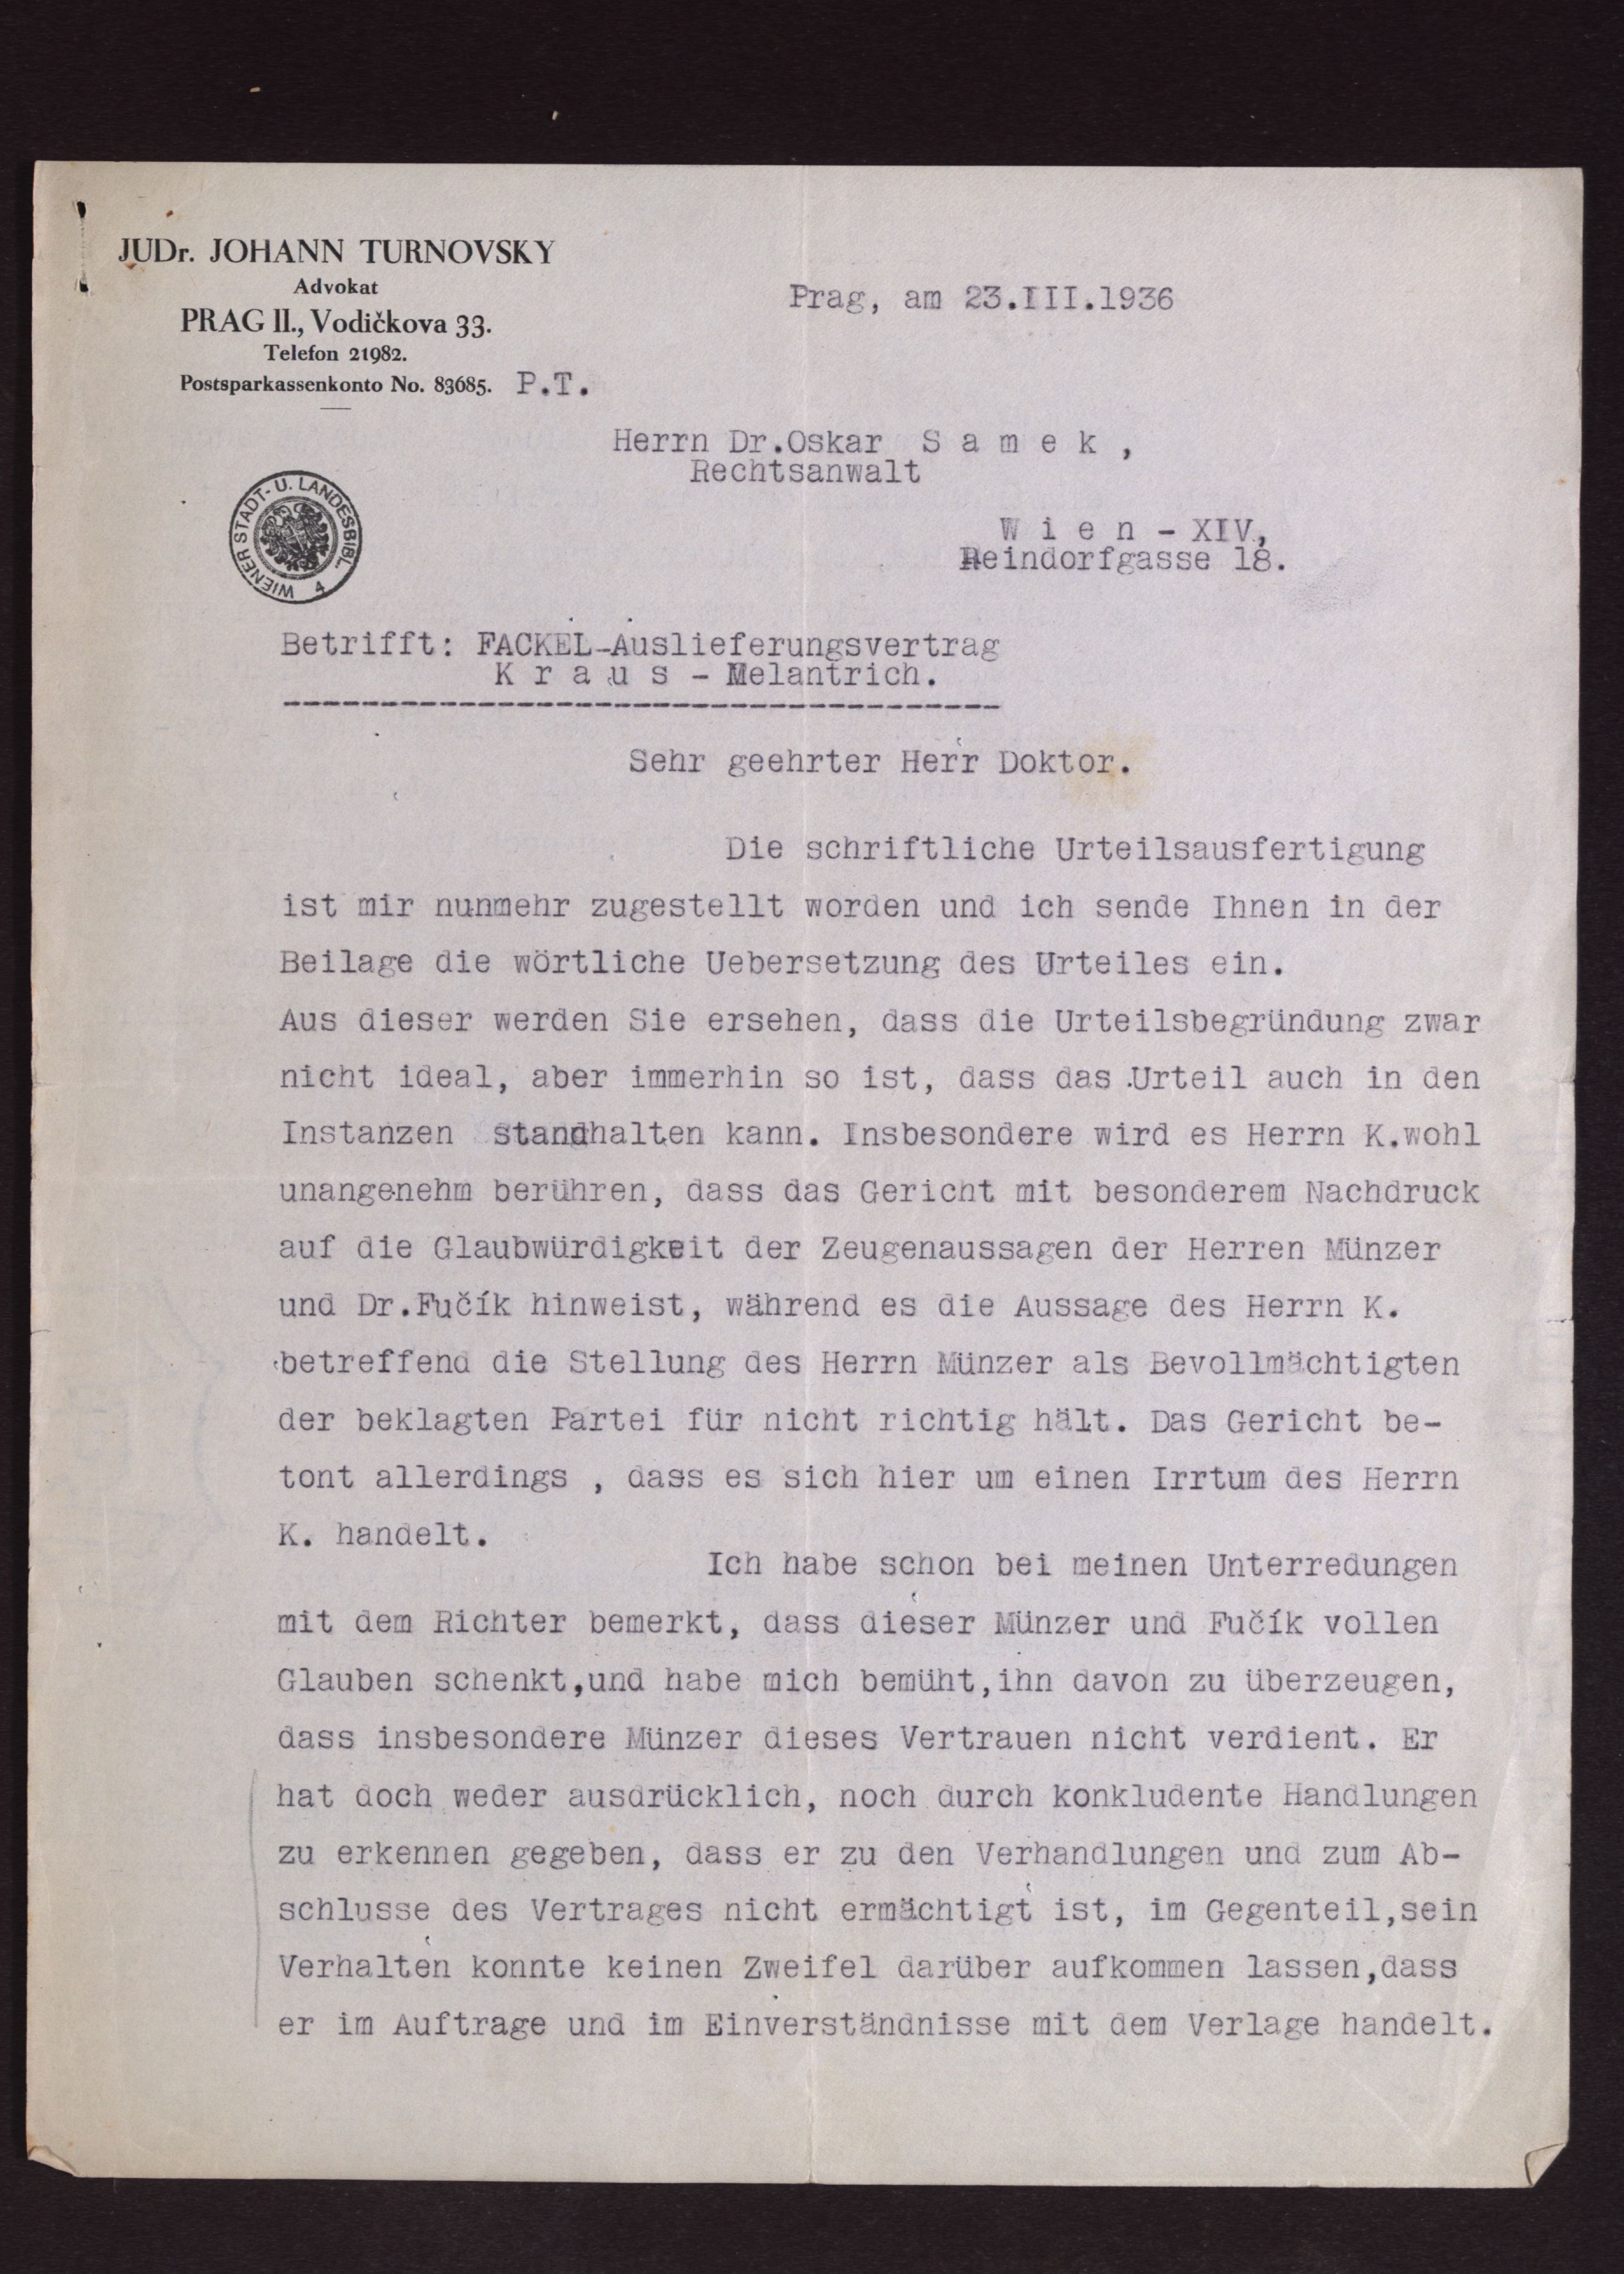 JUDr. JOHANN TURNOVSKY
Advokat
PRAG II., Vodičkova 33.
Telefon 21982.
Postsparkassenkonto No. 83685.
Prag, am 23.III.1936
P.T.
Herrn Dr.Oskar S a m e k ,
Rechtsanwalt
W i e n - XIV,
Reindorfgasse 18.
WIENER STADT- U. LANDESBIBL. 4
Betrifft: FACKEL-Auslieferungsvertrag
K r a u s - Melantrich.
Sehr geehrter Herr Doktor.
Die schriftliche Urteilsausfertigung
ist mir nunmehr zugestellt worden und ich sende Ihnen in der
Beilage die wörtliche Uebersetzung des Urteiles ein.
Aus dieser werden Sie ersehen, dass die Urteilsbegründung zwar
nicht ideal, aber immerhin so ist, dass das Urteil auch in den
Instanzen standhalten kann. Insbesondere wird es Herrn K.wohl
unangenehm berühren, dass das Gericht mit besonderem Nachdruck
auf die Glaubwürdigkeit der Zeugenaussagen der Herren Münzer
und Dr.Fučík hinweist, während es die Aussage des Herrn K.
betreffend die Stellung des Herrn Münzer als Bevollmächtigten
der beklagten Partei für nicht richtig hält. Das Gericht be-
tont allerdings , dass es sich hier um einen Irrtum des Herrn
K. handelt.
Ich habe schon bei meinen Unterredungen
mit dem Richter bemerkt, dass dieser Münzer und Fučík vollen
Glauben schenkt,und habe mich bemüht,ihn davon zu überzeugen,
dass insbesondere Münzer dieses Vertrauen nicht verdient. Er
hat doch weder ausdrücklich, noch durch konkludente Handlungen
zu erkennen gegeben, dass er zu den Verhandlungen und zum Ab-
schlusse des Vertrages nicht ermächtigt ist, im Gegenteil,sein
Verhalten konnte keinen Zweifel darüber aufkommen lassen,dass
er im Auftrage und im Einverständnisse mit dem Verlage handelt.